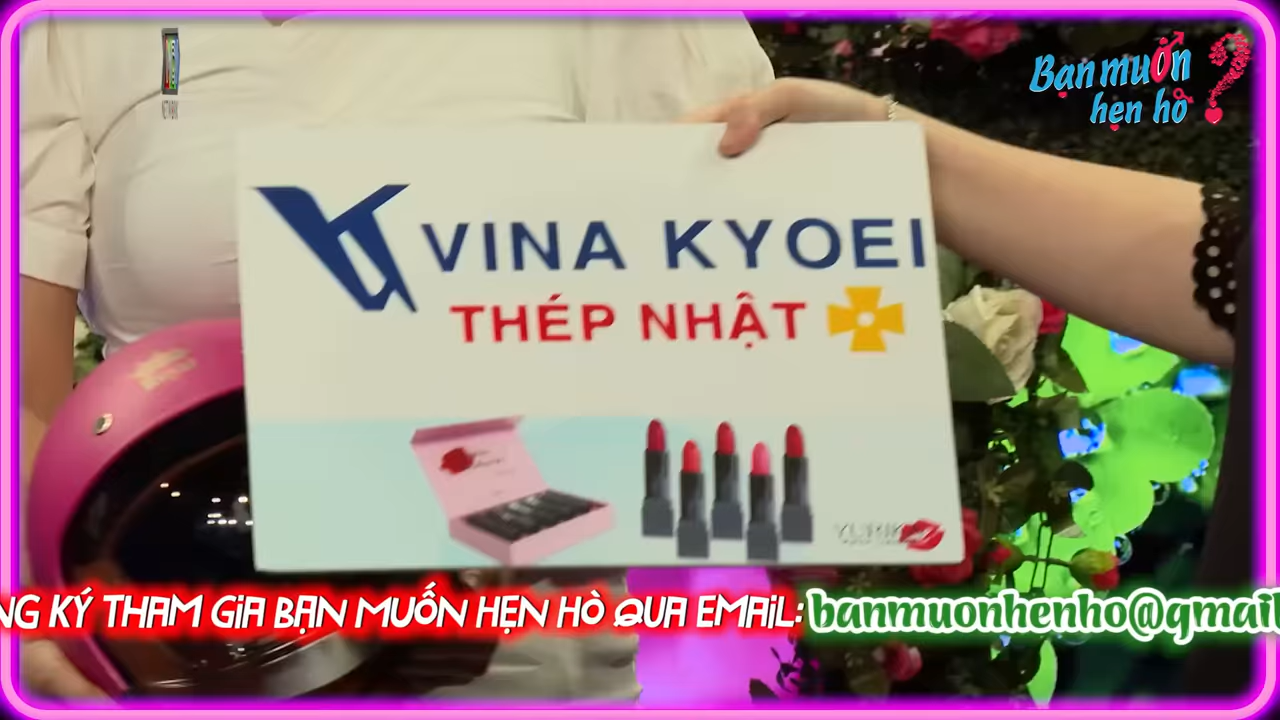 Bạn muốn
hẹn hò ?
VINA KYOEI
THÉP NHẬT
NG KÝ THAM GIA BẠN MUỐN HẸN HÒ QUA EMAIL: banmuonhenho@gmail